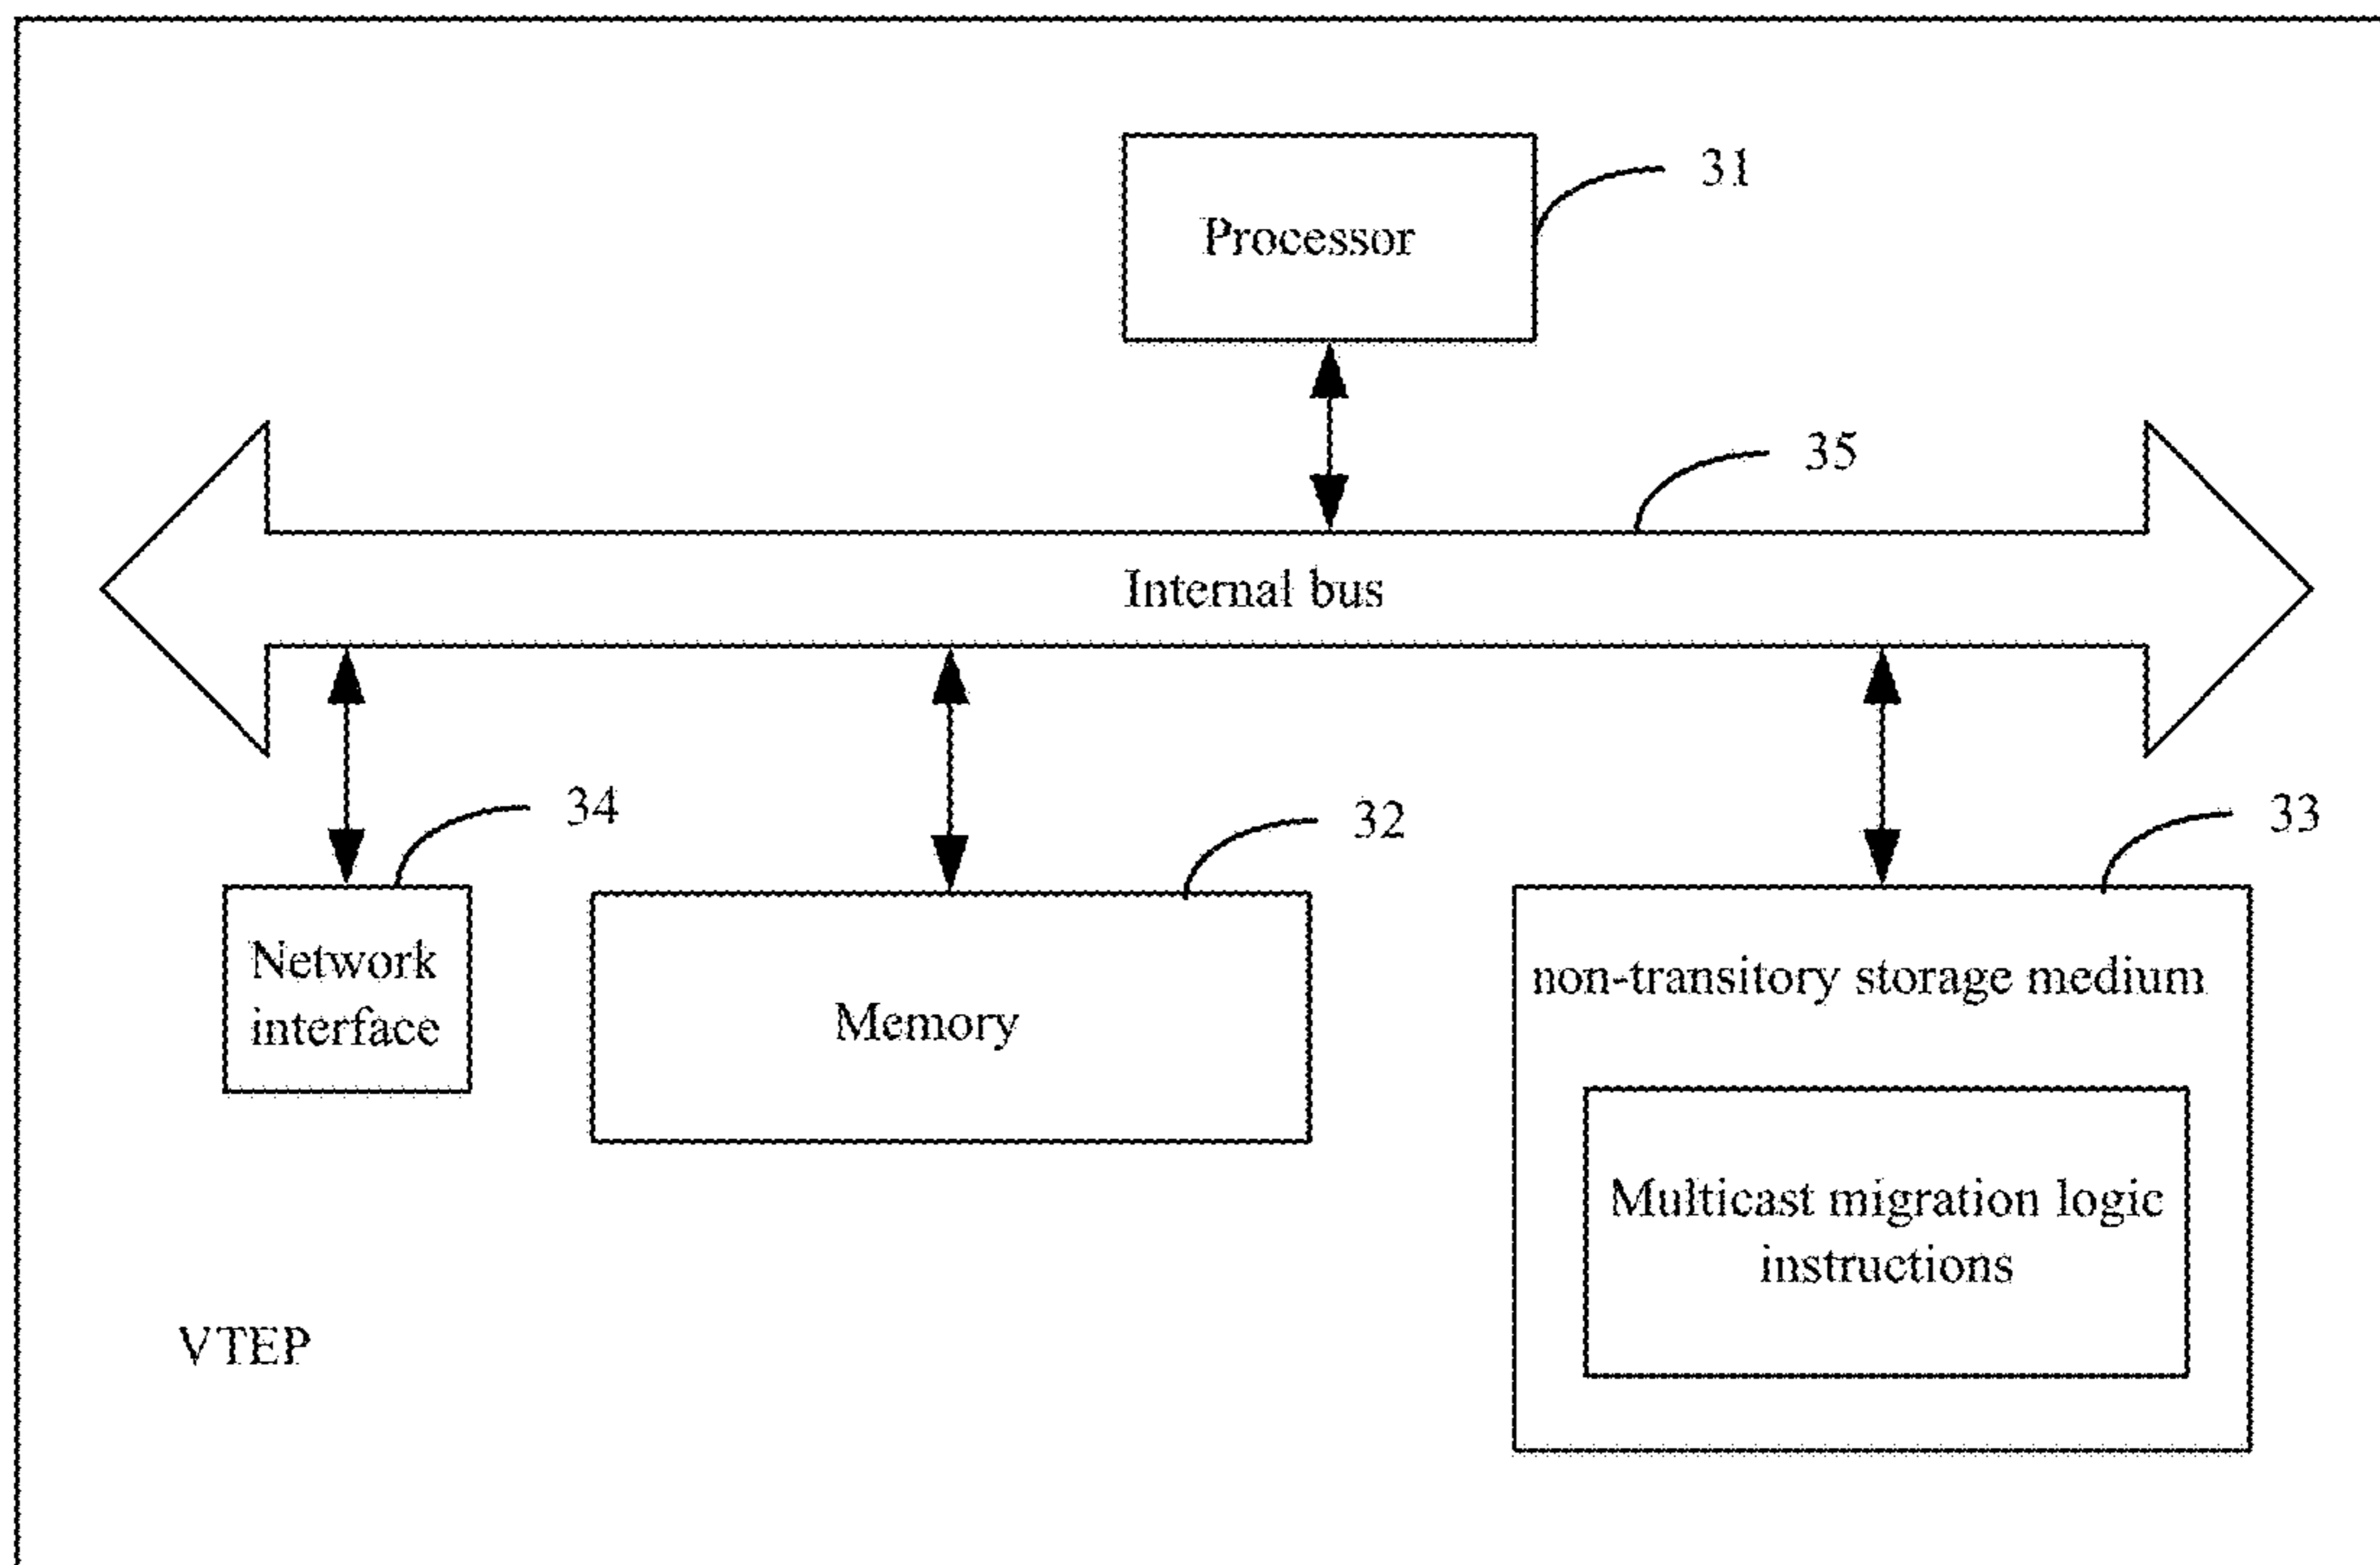 31
Processor
35
Internal bus
34
32
33
Network
interface
Memory
non-transitory storage medium
Multicast migration logic
instructions
VTEP